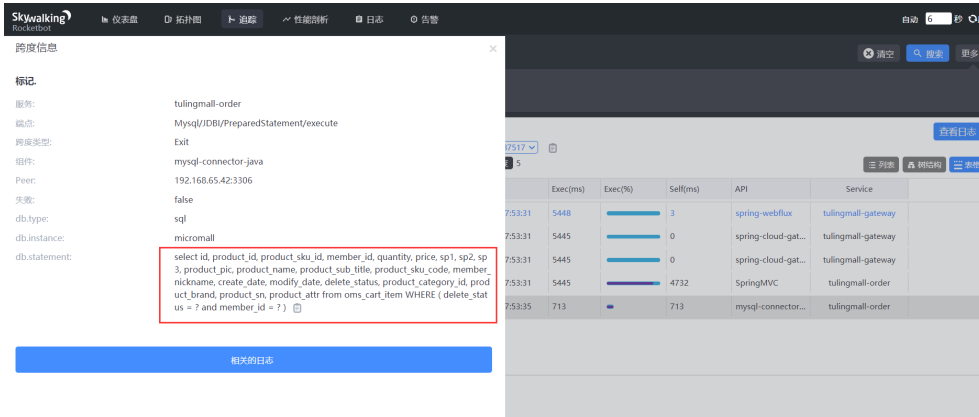 Skywalking
Rocketbot
仪表盘
拓扑图
追踪
性能剖析
日志
告警
自动 6 秒
跨度信息
×
清空
搜索
更多
标记.
服务: tulingmall-order
端点: Mysql/JDBI/PreparedStatement/execute
跨度类型: Exit
组件: mysql-connector-java
Peer: 192.168.65.42:3306
失败: false
db.type: sql
db.instance: micromall
db.statement: select id, product_id, product_sku_id, member_id, quantity, price, sp1, sp2, sp
3, product_pic, product_name, product_sub_title, product_sku_code, member_
nickname, create_date, modify_date, delete_status, product_category_id, prod
uct_brand, product_sn, product_attr from oms_cart_item WHERE ( delete_stat
us = ? and member_id = ? )
相关的日志
查看日志
37517
5
列表
树结构
表格
Exec(ms) Exec(%) Self(ms) API Service
7:53:31 5448 3 spring-webflux tulingmall-gateway
7:53:31 5445 0 spring-cloud-gat... tulingmall-gateway
7:53:31 5445 0 spring-cloud-gat... tulingmall-gateway
7:53:31 5445 4732 SpringMVC tulingmall-order
7:53:35 713 713 mysql-connector... tulingmall-order